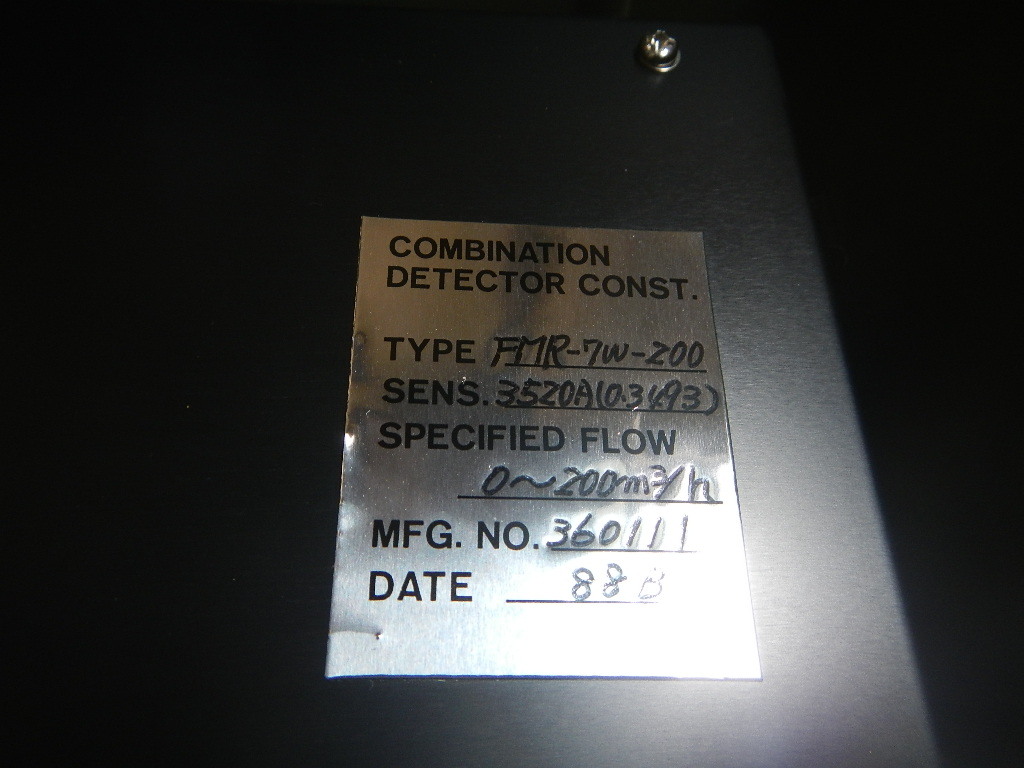 COMBINATION
DETECTOR CONST.
TYPE FMR-7W-200
SENS. 3520A(0.3493)
SPECIFIED FLOW
0~200m³/h
MFG. NO. 360111
DATE 88B